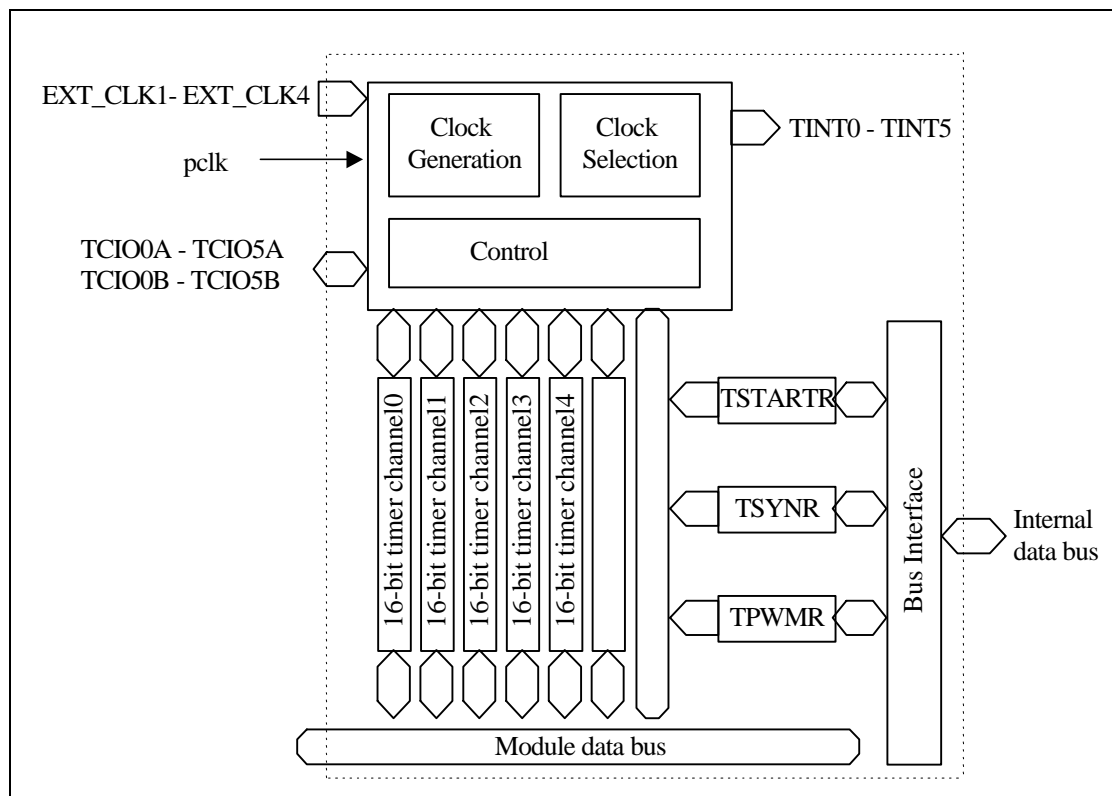 EXT_CLK1- EXT_CLK4
pclk
TCIO0A - TCIO5A
TCIO0B - TCIO5B
Clock
Generation
Clock
Selection
Control
TINT0 - TINT5
16-bit timer channel0
16-bit timer channel1
16-bit timer channel2
16-bit timer channel3
16-bit timer channel4
TSTARTR
TSYNR
TPWMR
Bus Interface
Internal
data bus
Module data bus